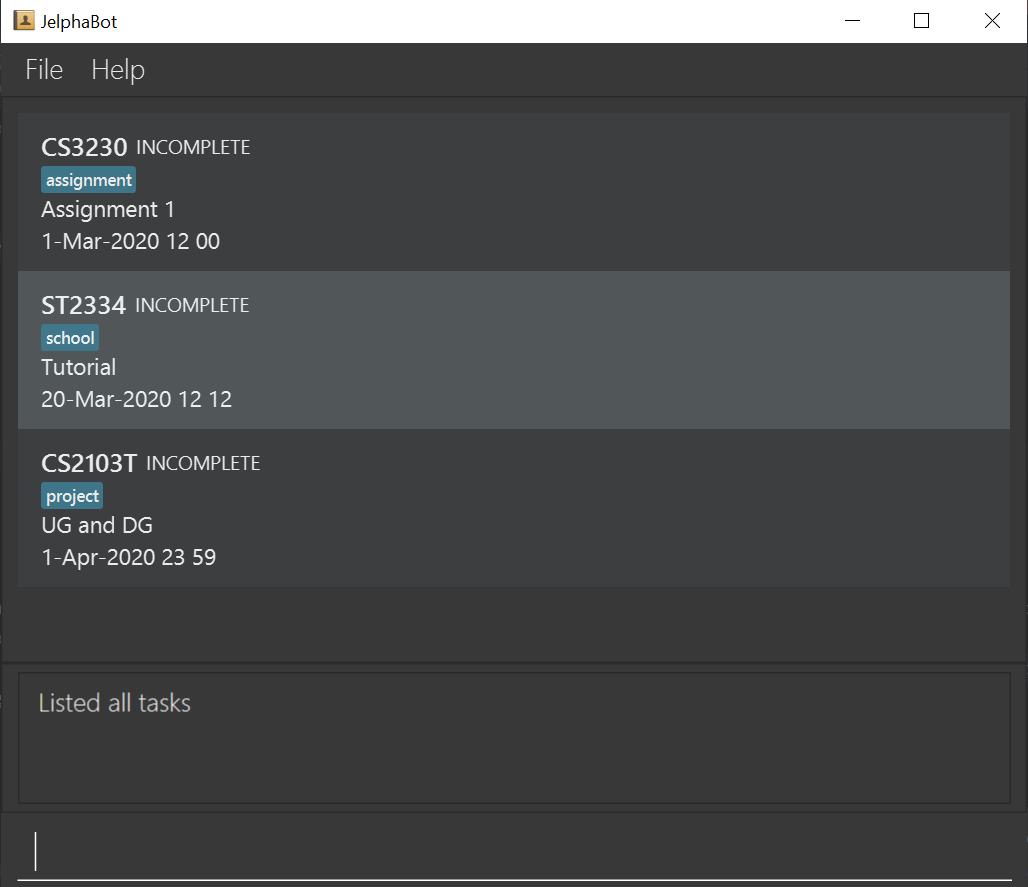 JelphaBot
File Help
CS3230 INCOMPLETE
assignment
Assignment 1
1-Mar-2020 12 00
ST2334 INCOMPLETE
school
Tutorial
20-Mar-2020 12 12
CS2103T INCOMPLETE
project
UG and DG
1-Apr-2020 23 59
Listed all tasks